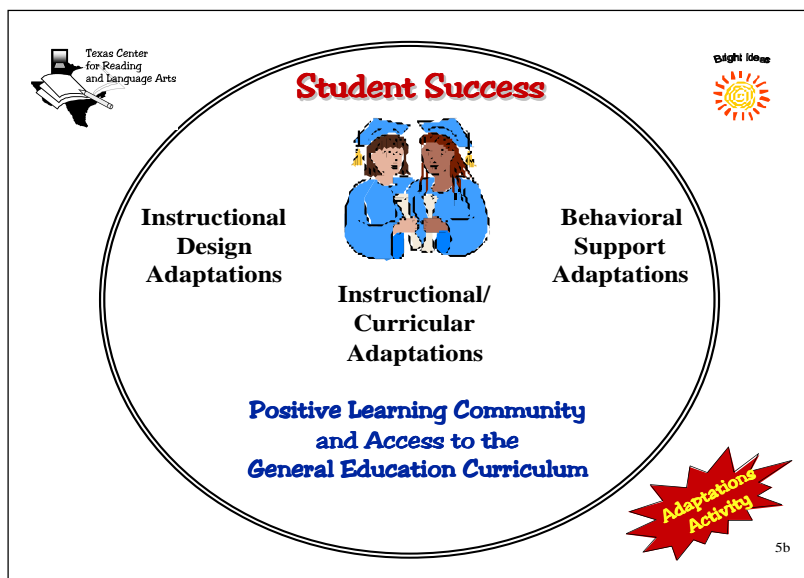 Texas Center
for Reading
and Language Arts
Bright Ideas
Student Success
Instructional
Design
Adaptations
Behavioral
Support
Adaptations
Instructional/
Curricular
Adaptations
Positive Learning Community
and Access to the
General Education Curriculum
Adaptations
Activity
5b